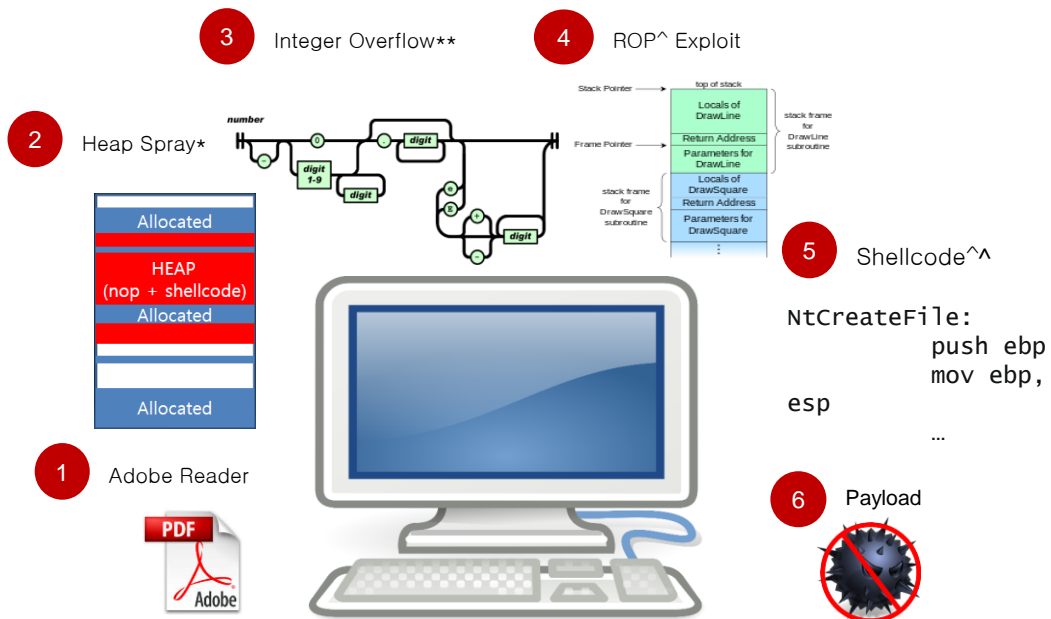 3
Integer Overflow**
4
ROP^ Exploit
2
Heap Spray*
number
-
0
digit
1-9
digit
.
digit
e
E
+
-
digit
Stack Pointer
Frame Pointer
top of stack
Locals of
DrawLine
Return Address
Parameters for
DrawLine
Locals of
DrawSquare
Return Address
Parameters for
DrawSquare
⋮
stack frame
for
DrawLine
subroutine
stack frame
for
DrawSquare
subroutine
Allocated
HEAP
(nop + shellcode)
Allocated
Allocated
5
Shellcode^^
NtCreateFile:
push ebp
mov ebp,
esp
…
1
Adobe Reader
PDF
Adobe
6
Payload